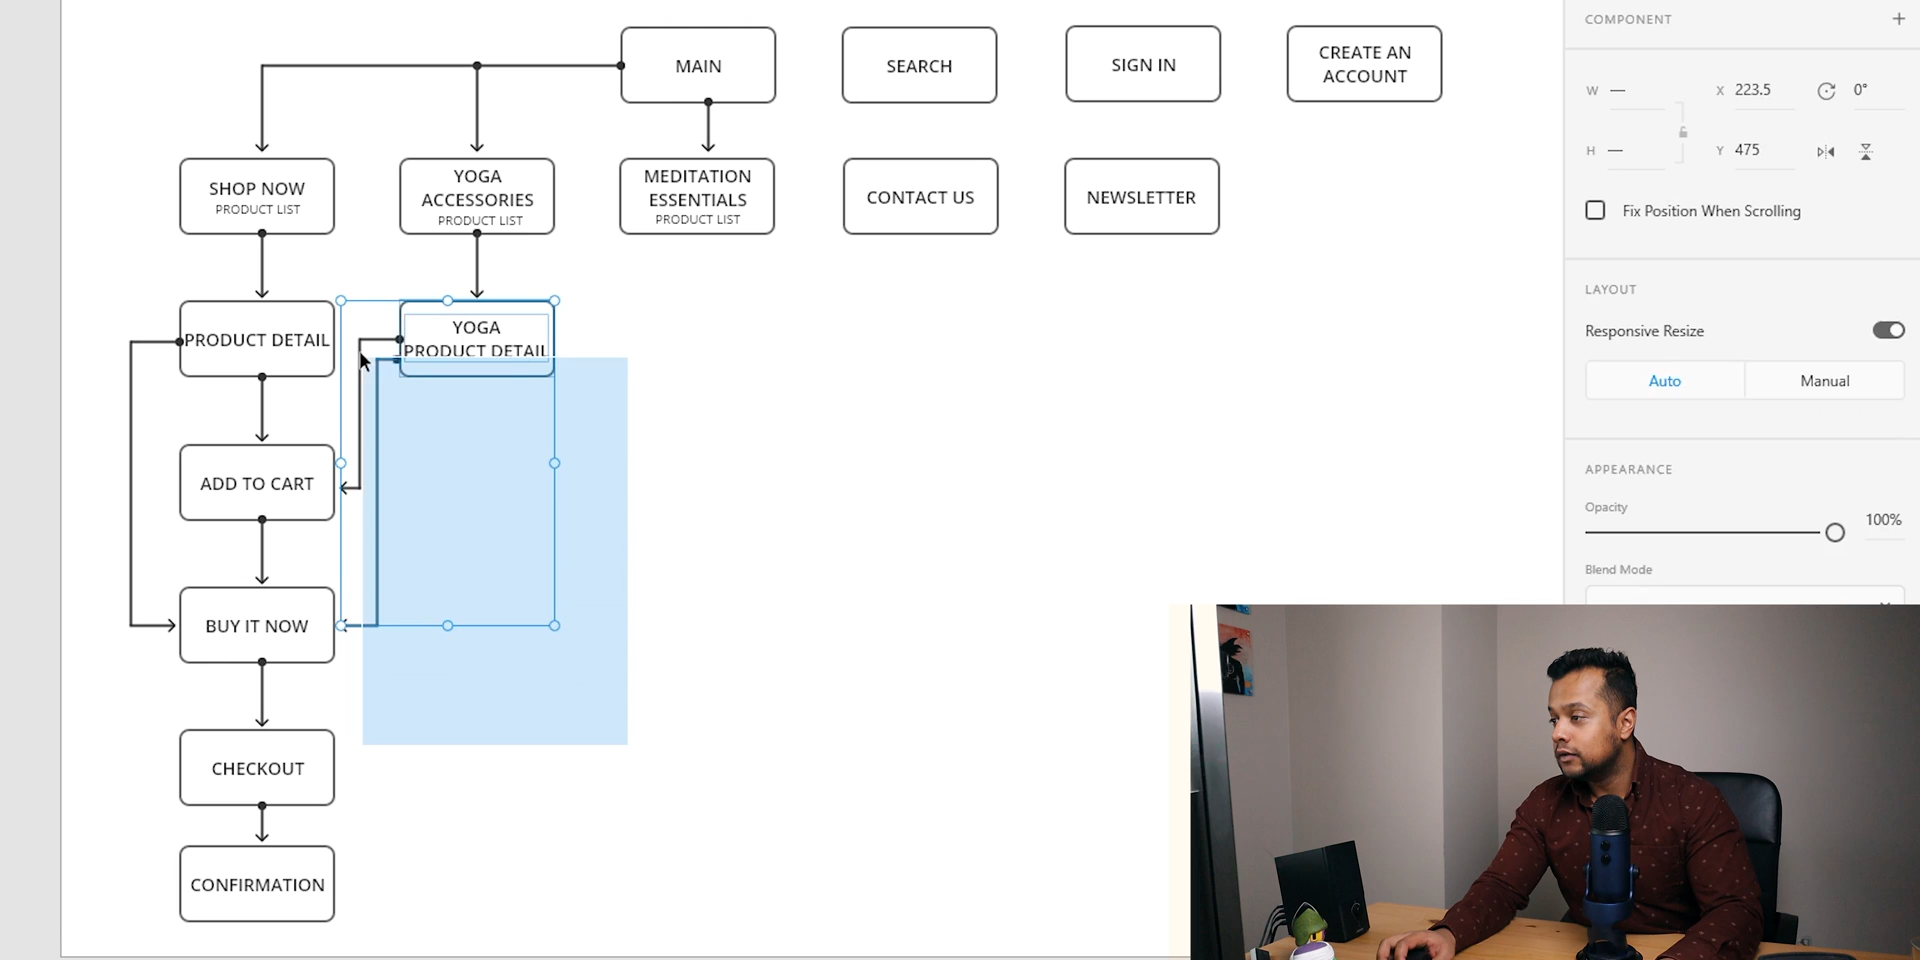 MAIN
SEARCH
SIGN IN
CREATE AN
ACCOUNT
SHOP NOW
PRODUCT LIST
YOGA
ACCESSORIES
PRODUCT LIST
MEDITATION
ESSENTIALS
PRODUCT LIST
CONTACT US
NEWSLETTER
PRODUCT DETAIL
YOGA
PRODUCT DETAIL
ADD TO CART
BUY IT NOW
CHECKOUT
CONFIRMATION
COMPONENT +
W — X 223.5 0°
H — Y 475
Fix Position When Scrolling
LAYOUT
Responsive Resize
Auto Manual
APPEARANCE
Opacity
100%
Blend Mode